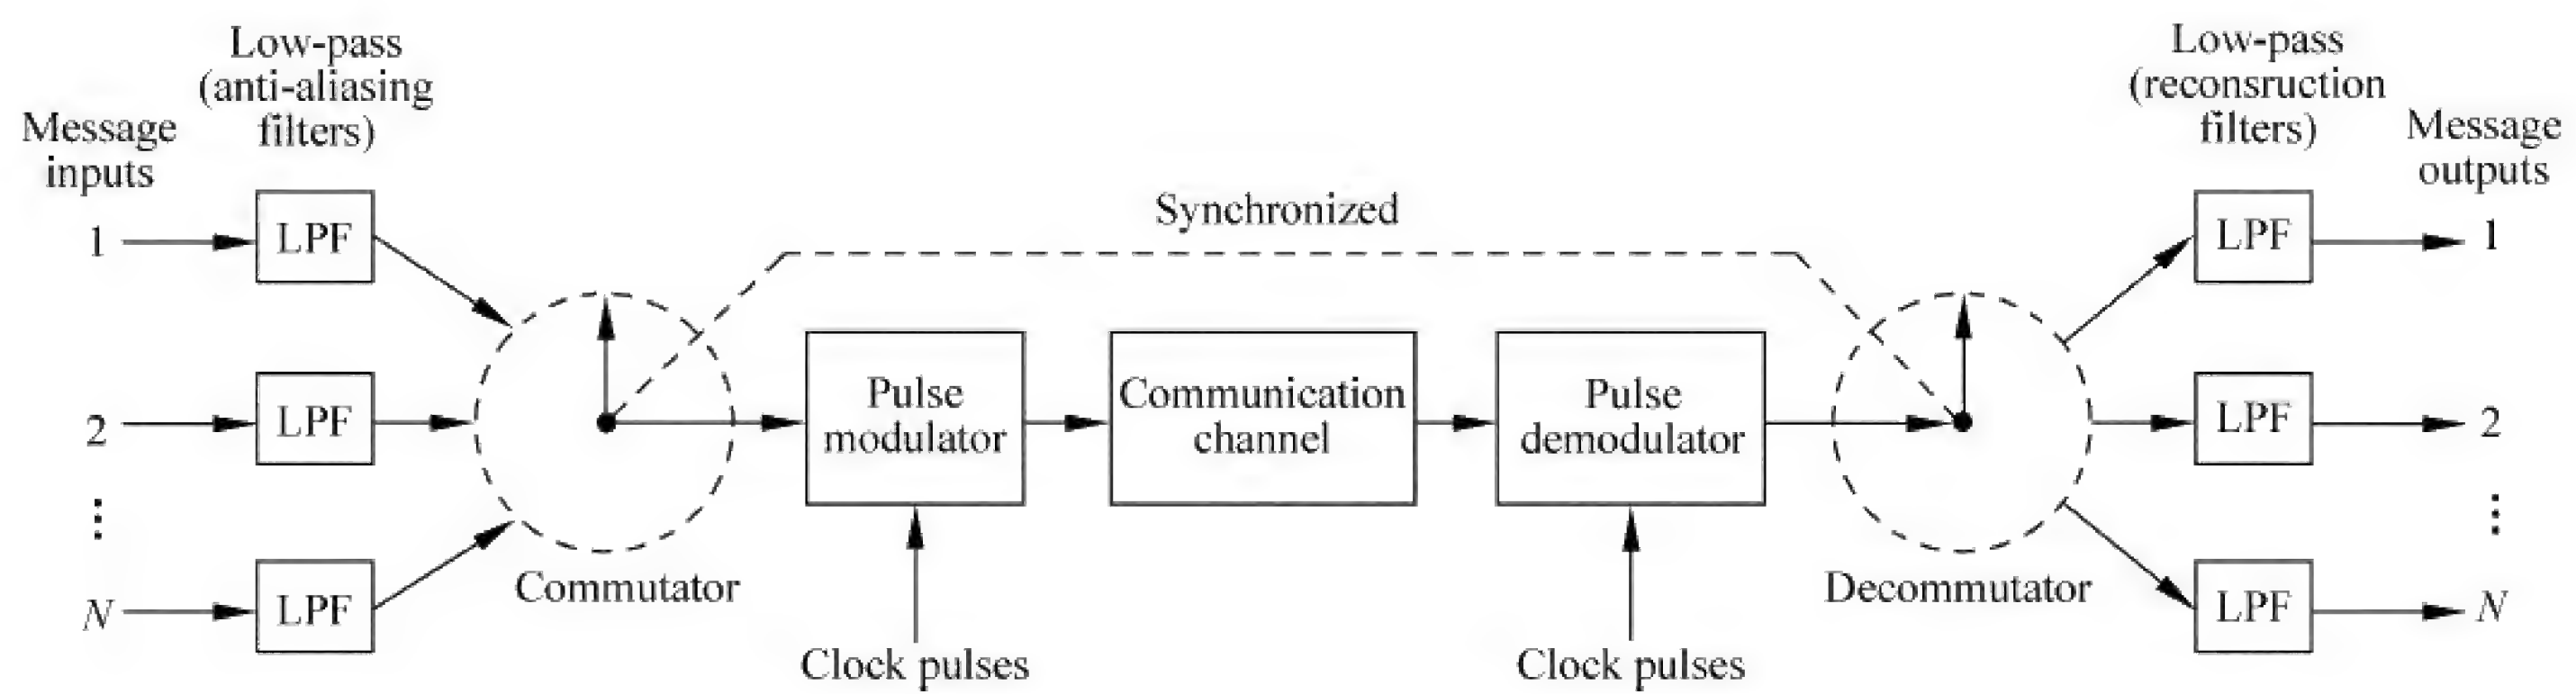 Low-pass
(anti-aliasing
filters)
Message
inputs
Low-pass
(reconsruction
filters)
Message
outputs
Synchronized
1
LPF
LPF
1
2
LPF
Pulse
modulator
Communication
channel
Pulse
demodulator
LPF
2
⋮
⋮
N
LPF
Commutator
Decommutator
LPF
N
Clock pulses
Clock pulses